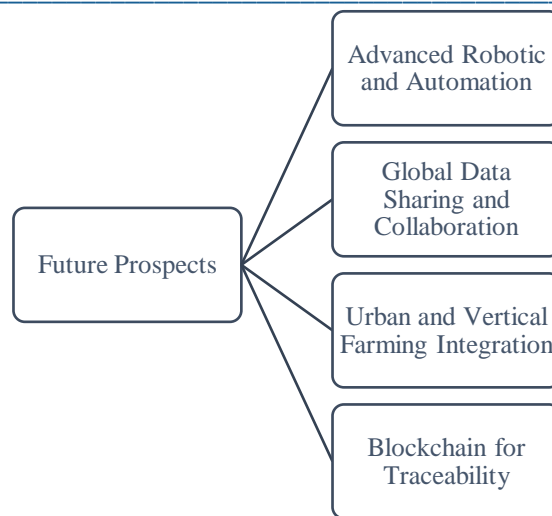 Future Prospects
Advanced Robotic
and Automation
Global Data
Sharing and
Collaboration
Urban and Vertical
Farming Integration
Blockchain for
Traceability